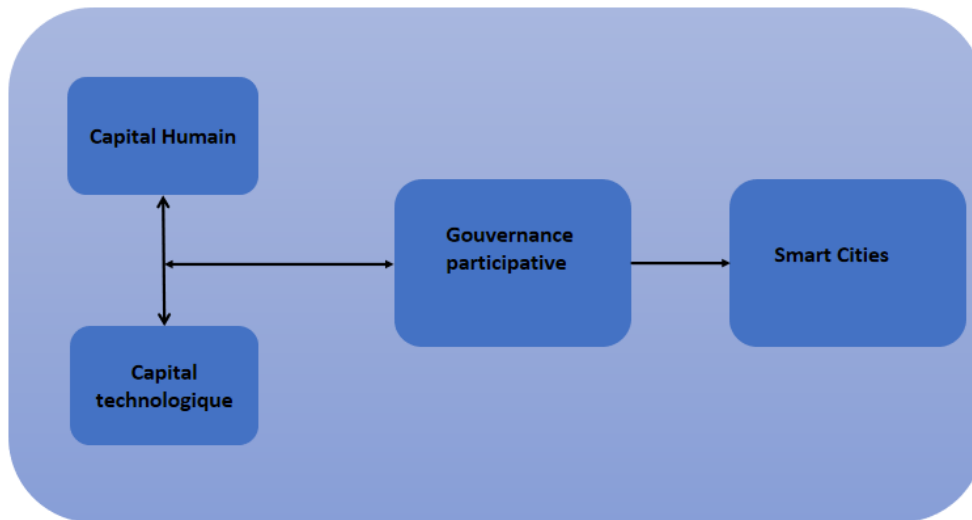 Capital Humain
Gouvernance
participative
Smart Cities
Capital
technologique